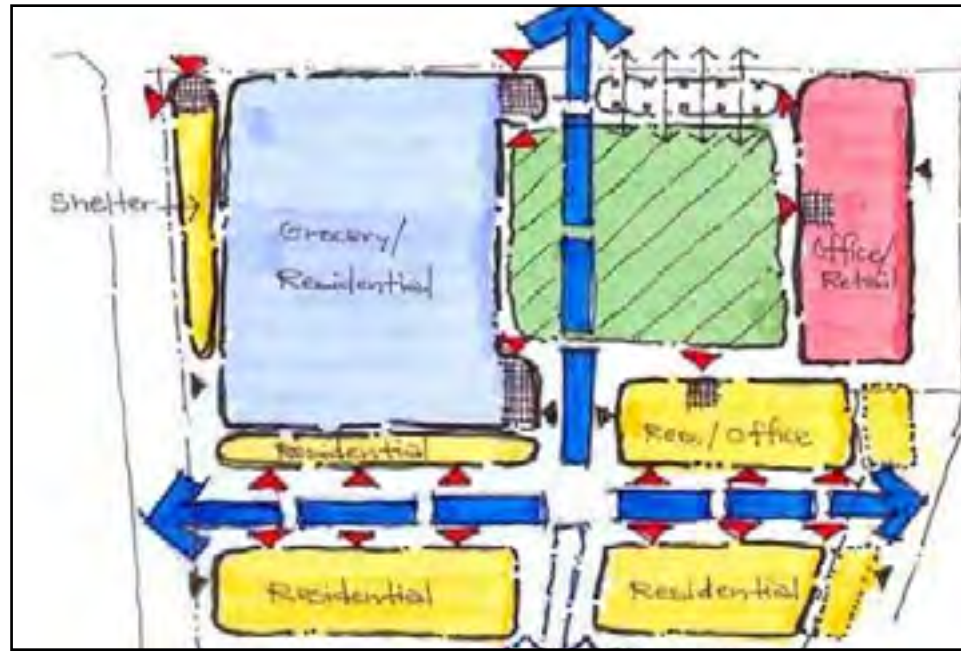 Shelter
Grocery/
Residential
Office/
Retail
Residential
Res./Office
Residential
Residential